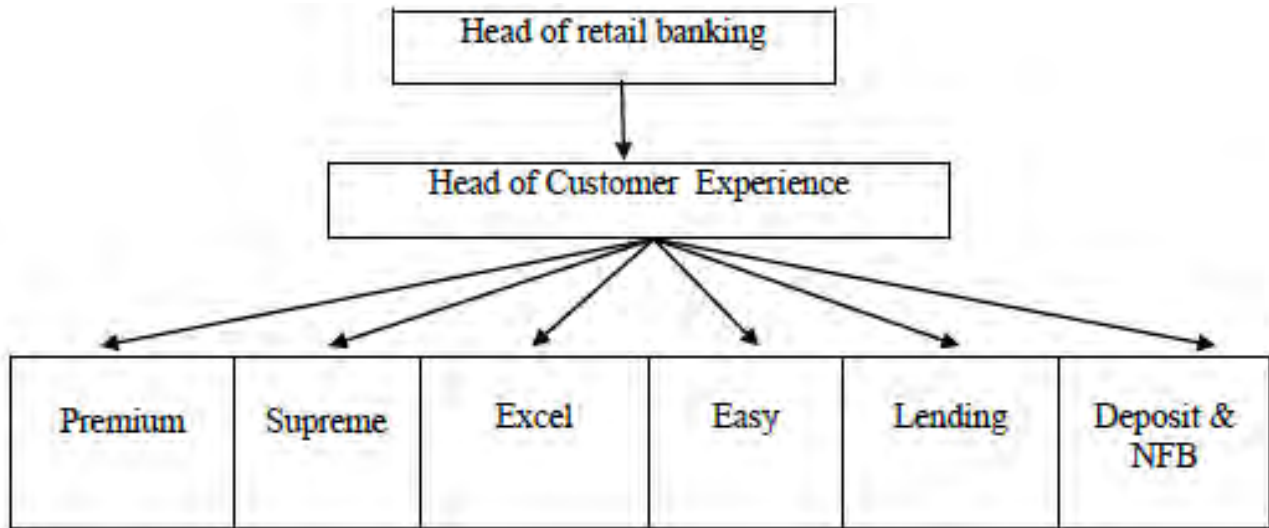 Head of retail banking
Head of Customer Experience
Premium
Supreme
Excel
Easy
Lending
Deposit &
NFB